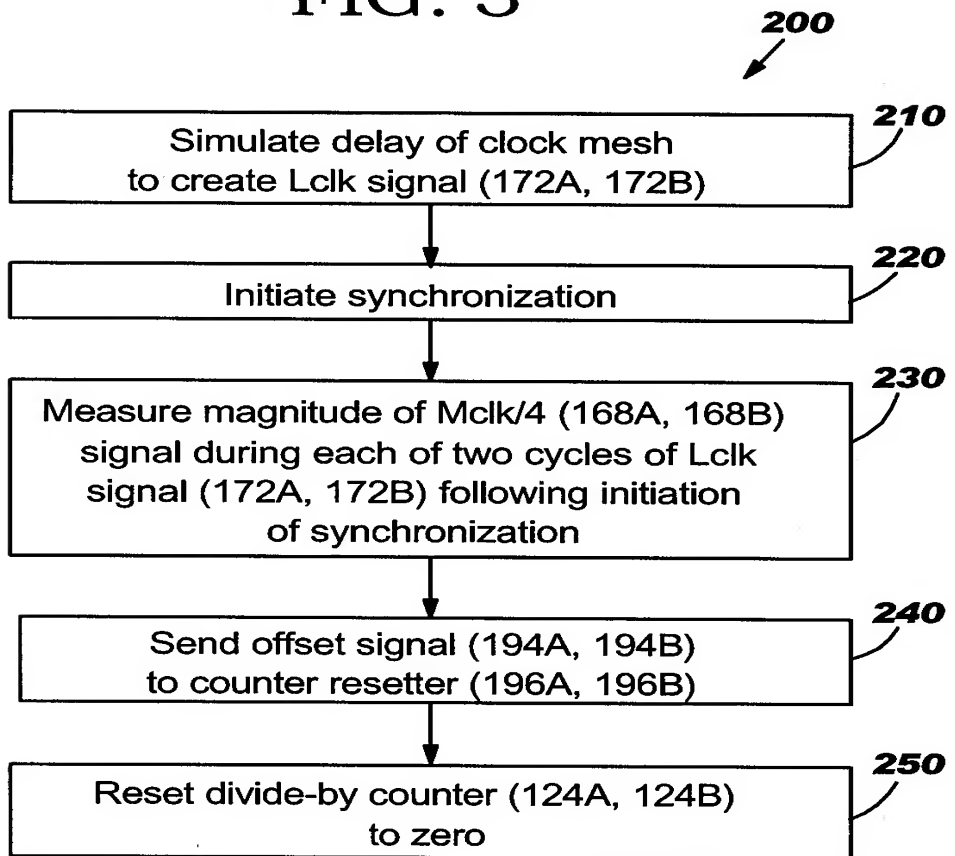 FIG. 3
200
210
Simulate delay of clock mesh
to create Lclk signal (172A, 172B)
220
Initiate synchronization
230
Measure magnitude of Mclk/4 (168A, 168B)
signal during each of two cycles of Lclk
signal (172A, 172B) following initiation
of synchronization
240
Send offset signal (194A, 194B)
to counter resetter (196A, 196B)
250
Reset divide-by counter (124A, 124B)
to zero